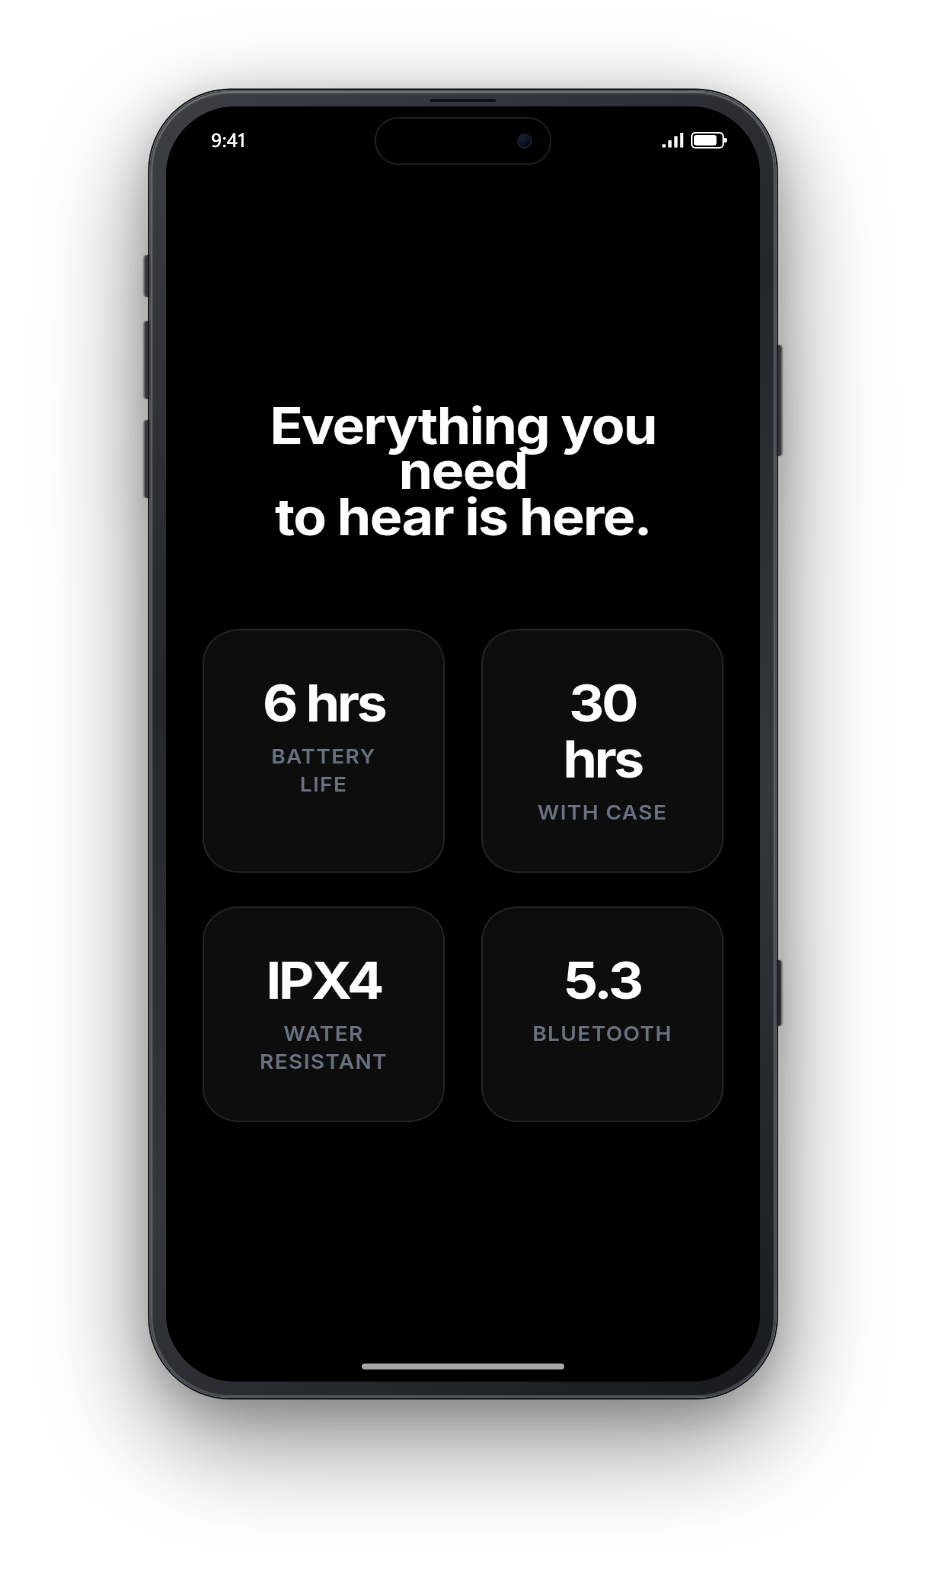 9:41
Everything you
need
to hear is here.
6 hrs
BATTERY
LIFE
30
hrs
WITH CASE
IPX4
WATER
RESISTANT
5.3
BLUETOOTH